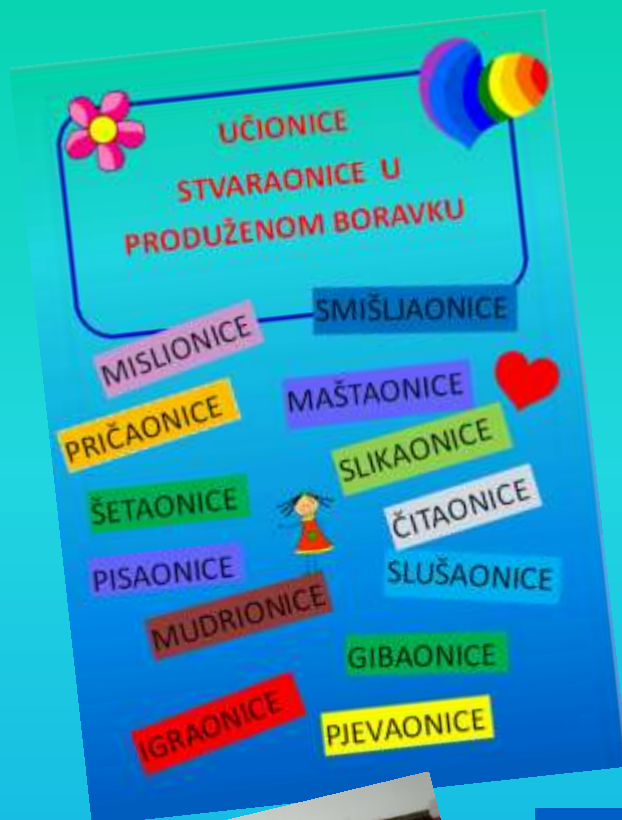 UČIONICE
STVARAONICE U
PRODUŽENOM BORAVKU
SMIŠLJAONICE
MISLIONICE
MAŠTAONICE
PRIČAONICE
SLIKAONICE
ŠETAONICE
ČITAONICE
PISAONICE
SLUŠAONICE
MUDRIONICE
GIBAONICE
IGRAONICE
PJEVAONICE